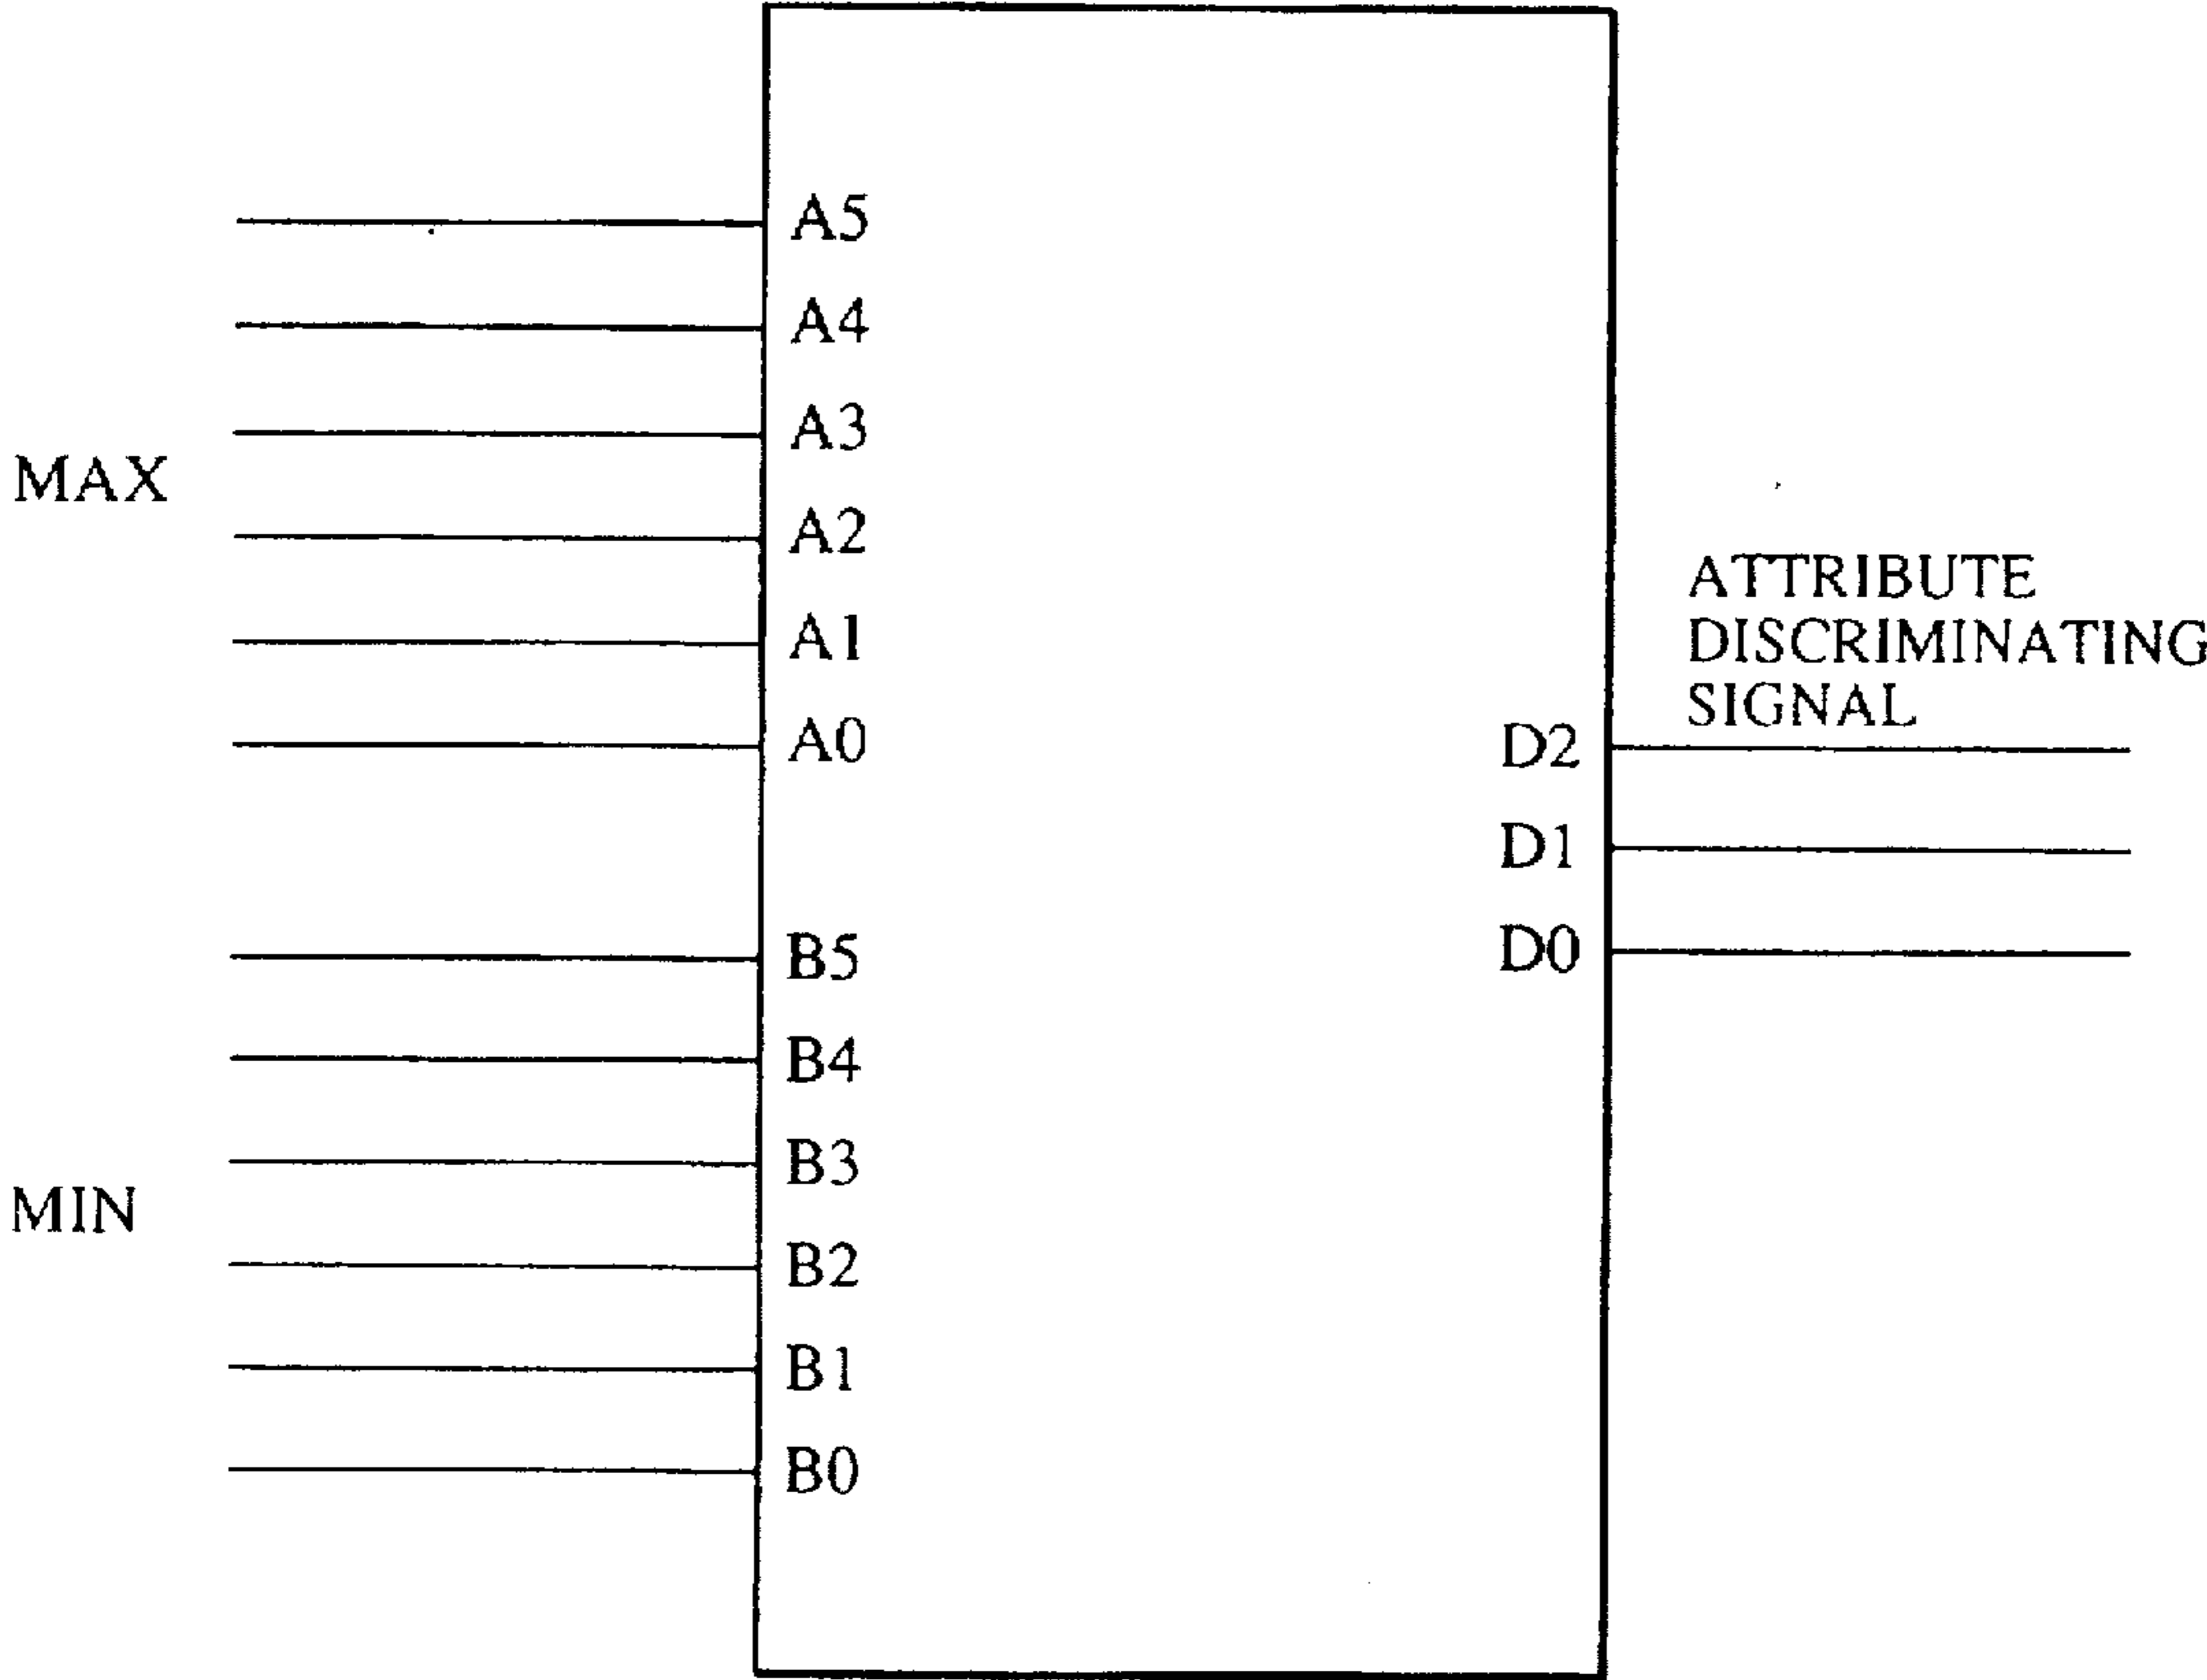 A5
A4
A3
MAX
A2
A1
A0
ATTRIBUTE
DISCRIMINATING
SIGNAL
D2
D1
D0
B5
B4
B3
MIN
B2
B1
B0